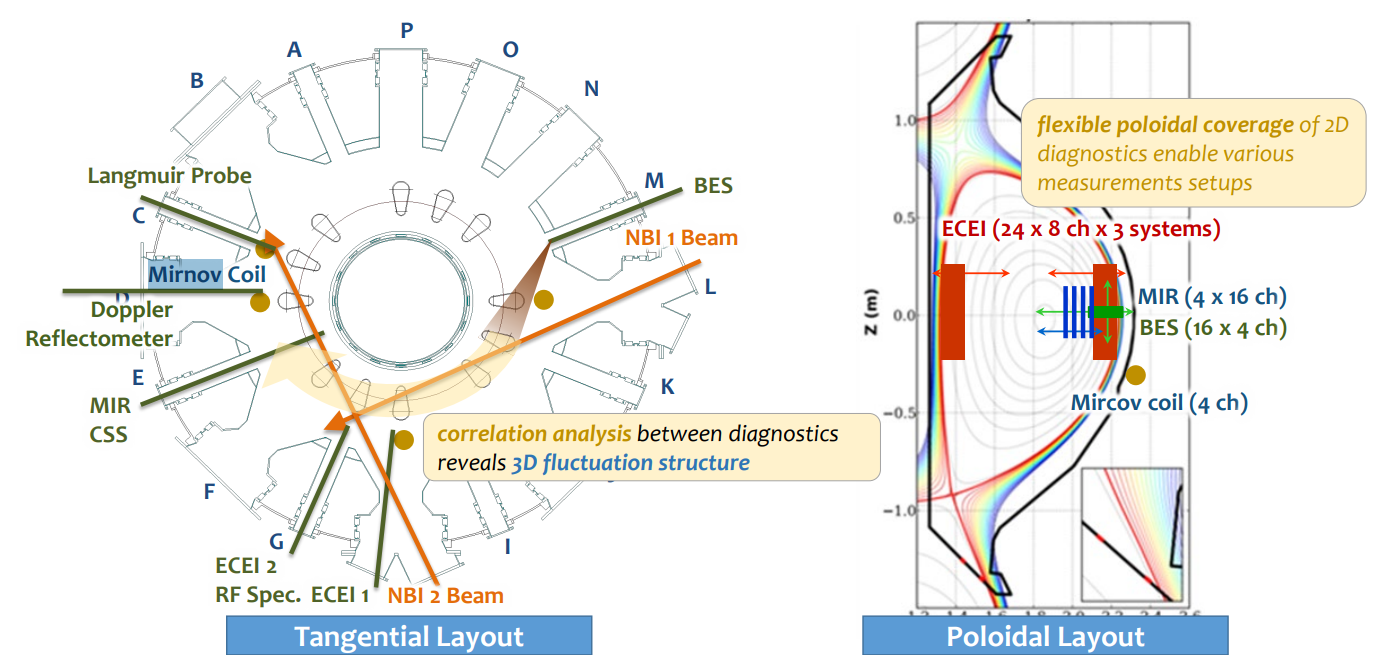 P
A
O
B
N
Langmuir Probe
M
BES
C
NBI 1 Beam
Mirnov Coil
L
Doppler
Reflectometer
E
K
MIR
CSS
correlation analysis between diagnostics
reveals 3D fluctuation structure
F
G
I
ECEI 2
RF Spec.
ECEI 1
NBI 2 Beam
Tangential Layout
flexible poloidal coverage of 2D
diagnostics enable various
measurements setups
1.0
0.5
ECEI (24 x 8 ch x 3 systems)
MIR (4 x 16 ch)
Z (m)
0.0
BES (16 x 4 ch)
Mircov coil (4 ch)
−0.5
−1.0
Poloidal Layout